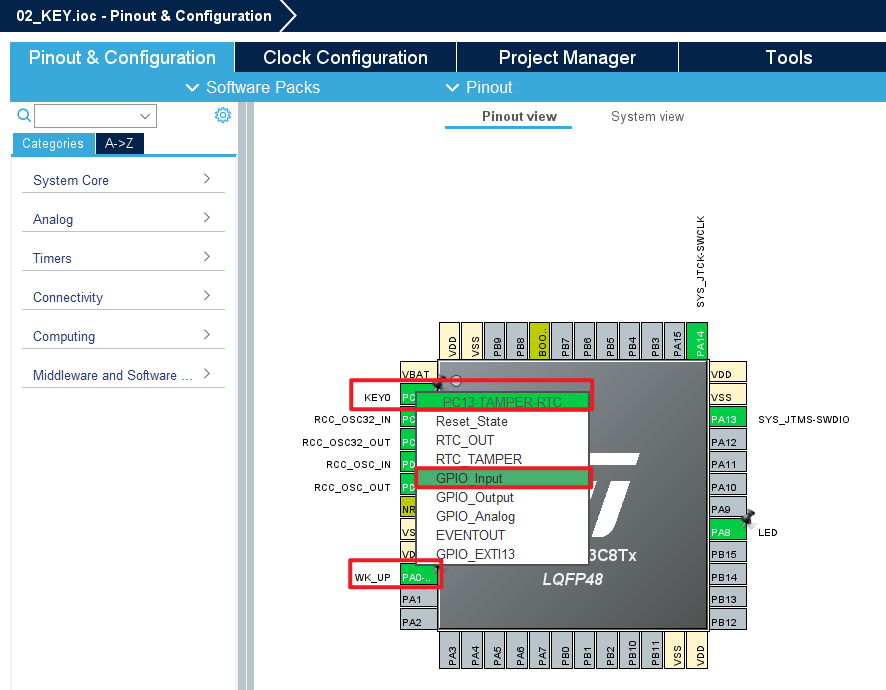 02_KEY.ioc - Pinout & Configuration
Pinout & Configuration
Clock Configuration
Project Manager
Tools
Software Packs
Pinout
Pinout view
System view
Categories
A->Z
System Core
Analog
Timers
Connectivity
Computing
Middleware and Software ...
SYS_JTCK-SWCLK
VDD
VSS
PB9
PB8
BOO..
PB7
PB6
PB5
PB4
PB3
PA15
PA14
VBAT
KEY0
PC
RCC_OSC32_IN
PC
RCC_OSC32_OUT
PC
RCC_OSC_IN
PD
RCC_OSC_OUT
PD
NR
VS
VD
WK_UP
PA0-..
PA1
PA2
PC13-TAMPER-RTC
Reset_State
RTC_OUT
RTC_TAMPER
GPIO_Input
GPIO_Output
GPIO_Analog
EVENTOUT
GPIO_EXTI13
3C8Tx
LQFP48
VDD
VSS
PA13
SYS_JTMS-SWDIO
PA12
PA11
PA10
PA9
PA8
LED
PB15
PB14
PB13
PB12
PA3
PA4
PA5
PA6
PA7
PB0
PB1
PB2
PB10
PB11
VSS
VDD